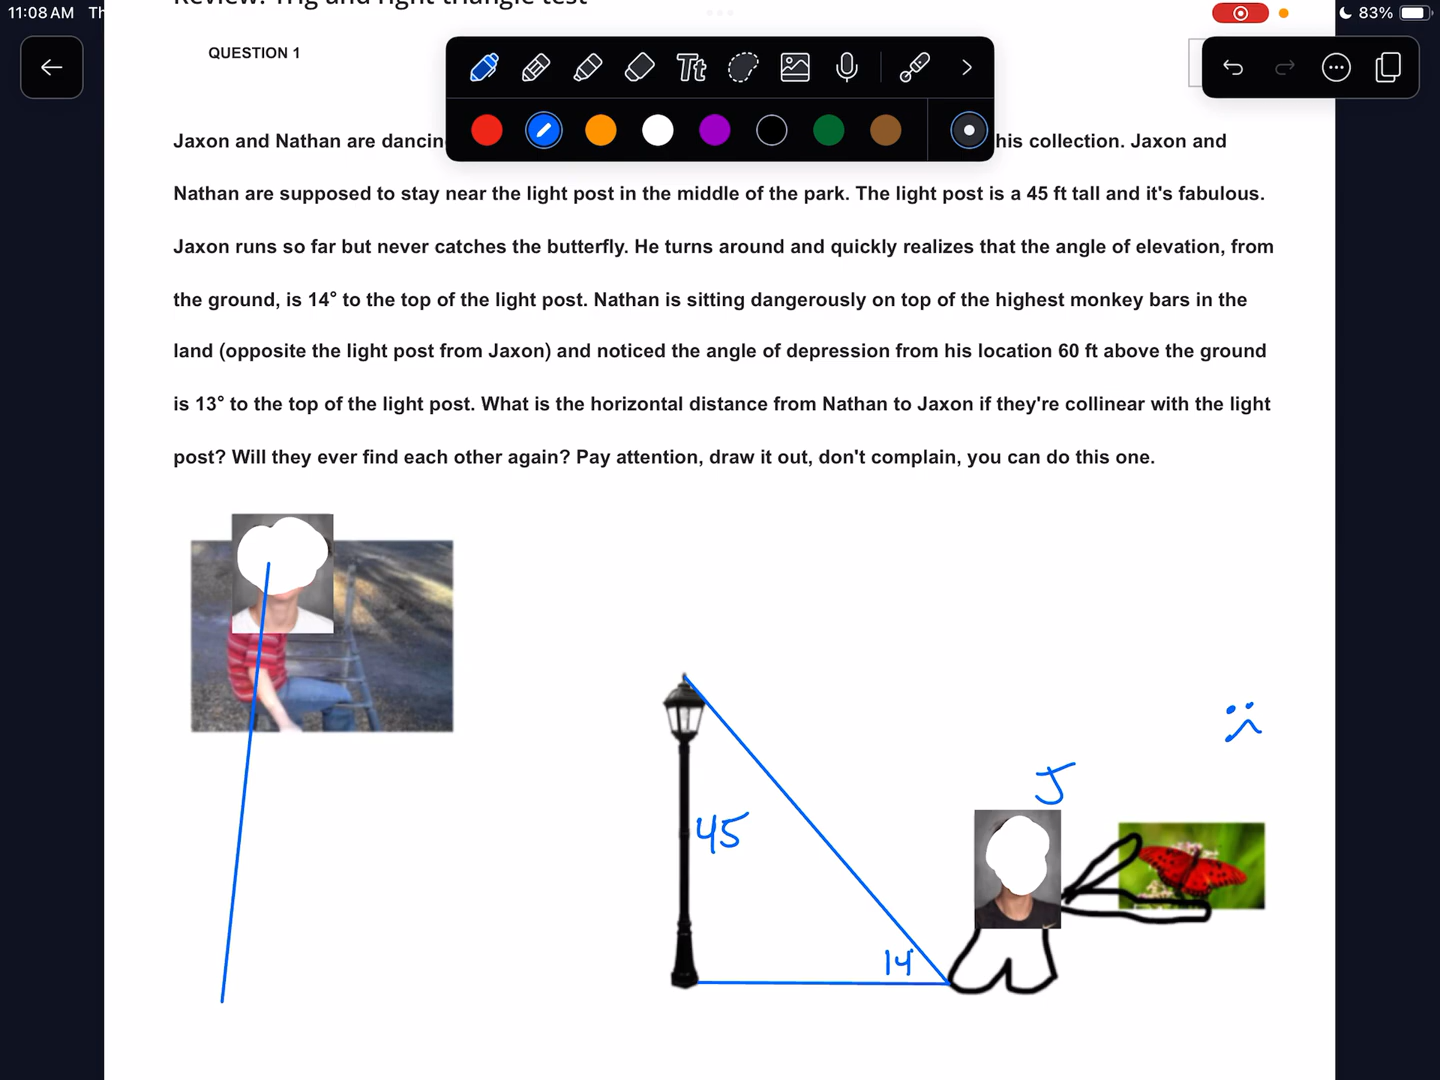 11:08 AM Th
83%
Review: Trig and right triangle test
QUESTION 1
Tt
Jaxon and Nathan are dancin his collection. Jaxon and
Nathan are supposed to stay near the light post in the middle of the park. The light post is a 45 ft tall and it's fabulous.
Jaxon runs so far but never catches the butterfly. He turns around and quickly realizes that the angle of elevation, from
the ground, is 14° to the top of the light post. Nathan is sitting dangerously on top of the highest monkey bars in the
land (opposite the light post from Jaxon) and noticed the angle of depression from his location 60 ft above the ground
is 13° to the top of the light post. What is the horizontal distance from Nathan to Jaxon if they're collinear with the light
post? Will they ever find each other again? Pay attention, draw it out, don't complain, you can do this one.
J
45
14